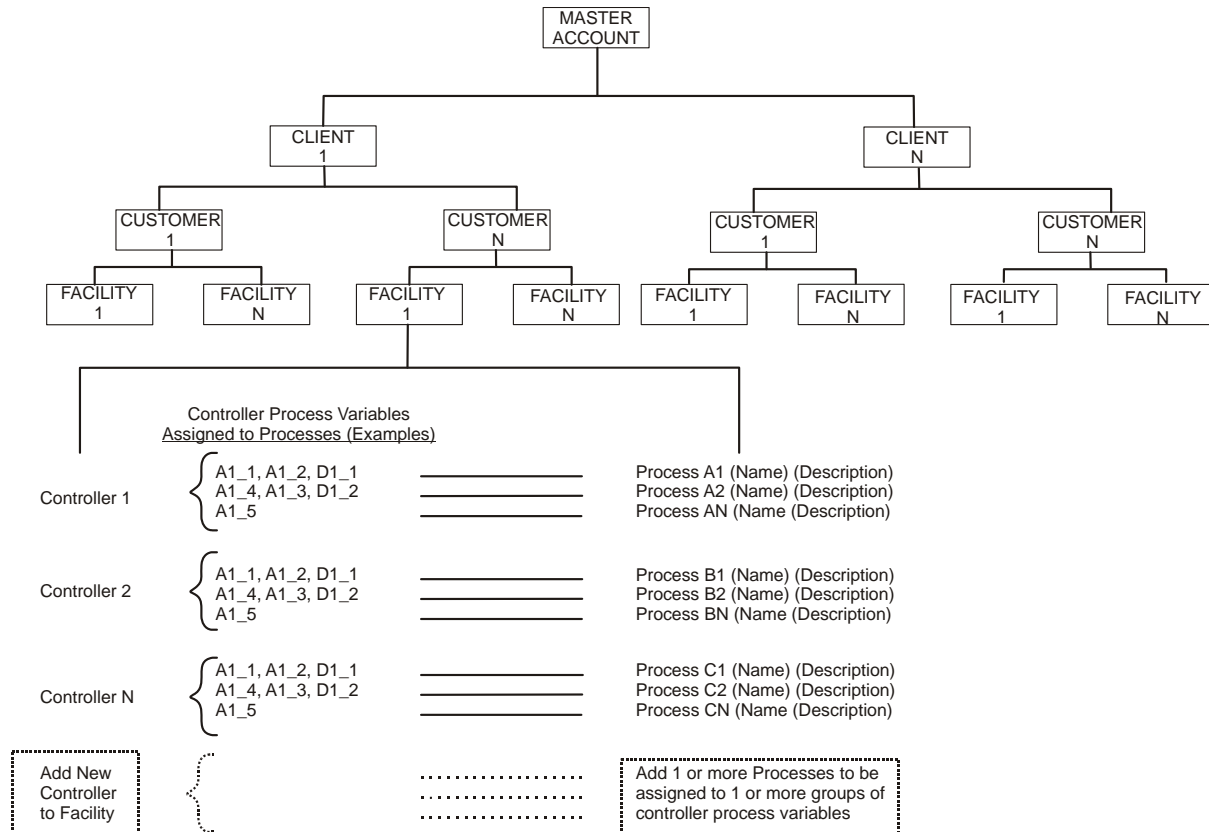 MASTER
ACCOUNT
CLIENT
1
CLIENT
N
CUSTOMER
1
CUSTOMER
N
CUSTOMER
1
CUSTOMER
N
FACILITY
1
FACILITY
N
FACILITY
1
FACILITY
N
FACILITY
1
FACILITY
N
FACILITY
1
FACILITY
N
Controller Process Variables
Assigned to Processes (Examples)
Controller 1
A1_1, A1_2, D1_1
A1_4, A1_3, D1_2
A1_5
Process A1 (Name) (Description)
Process A2 (Name) (Description)
Process AN (Name (Description)
Controller 2
A1_1, A1_2, D1_1
A1_4, A1_3, D1_2
A1_5
Process B1 (Name) (Description)
Process B2 (Name) (Description)
Process BN (Name (Description)
Controller N
A1_1, A1_2, D1_1
A1_4, A1_3, D1_2
A1_5
Process C1 (Name) (Description)
Process C2 (Name) (Description)
Process CN (Name (Description)
Add New
Controller
to Facility
Add 1 or more Processes to be
assigned to 1 or more groups of
controller process variables